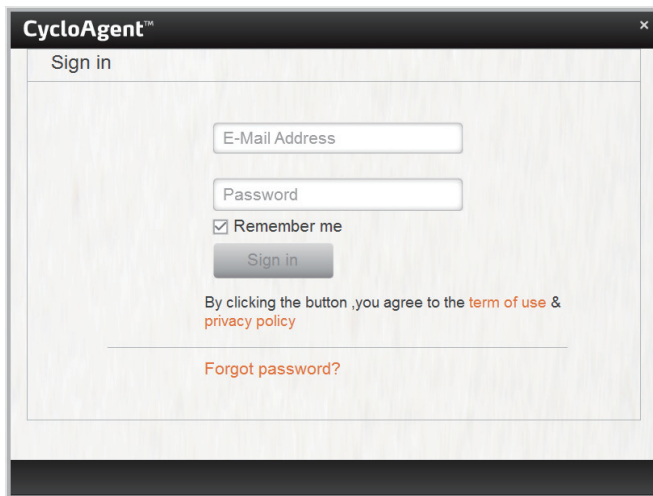 CycloAgent™ ×
Sign in
E-Mail Address
Password
Remember me
Sign in
By clicking the button ,you agree to the term of use &
privacy policy
Forgot password?